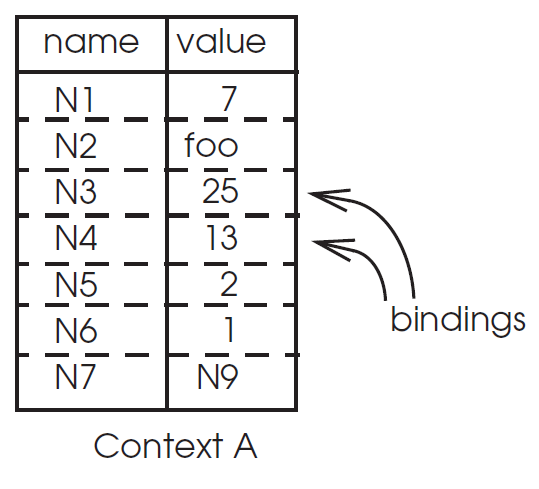 name value
N1 7
N2 foo
N3 25
N4 13
N5 2
N6 1
N7 N9
bindings
Context A